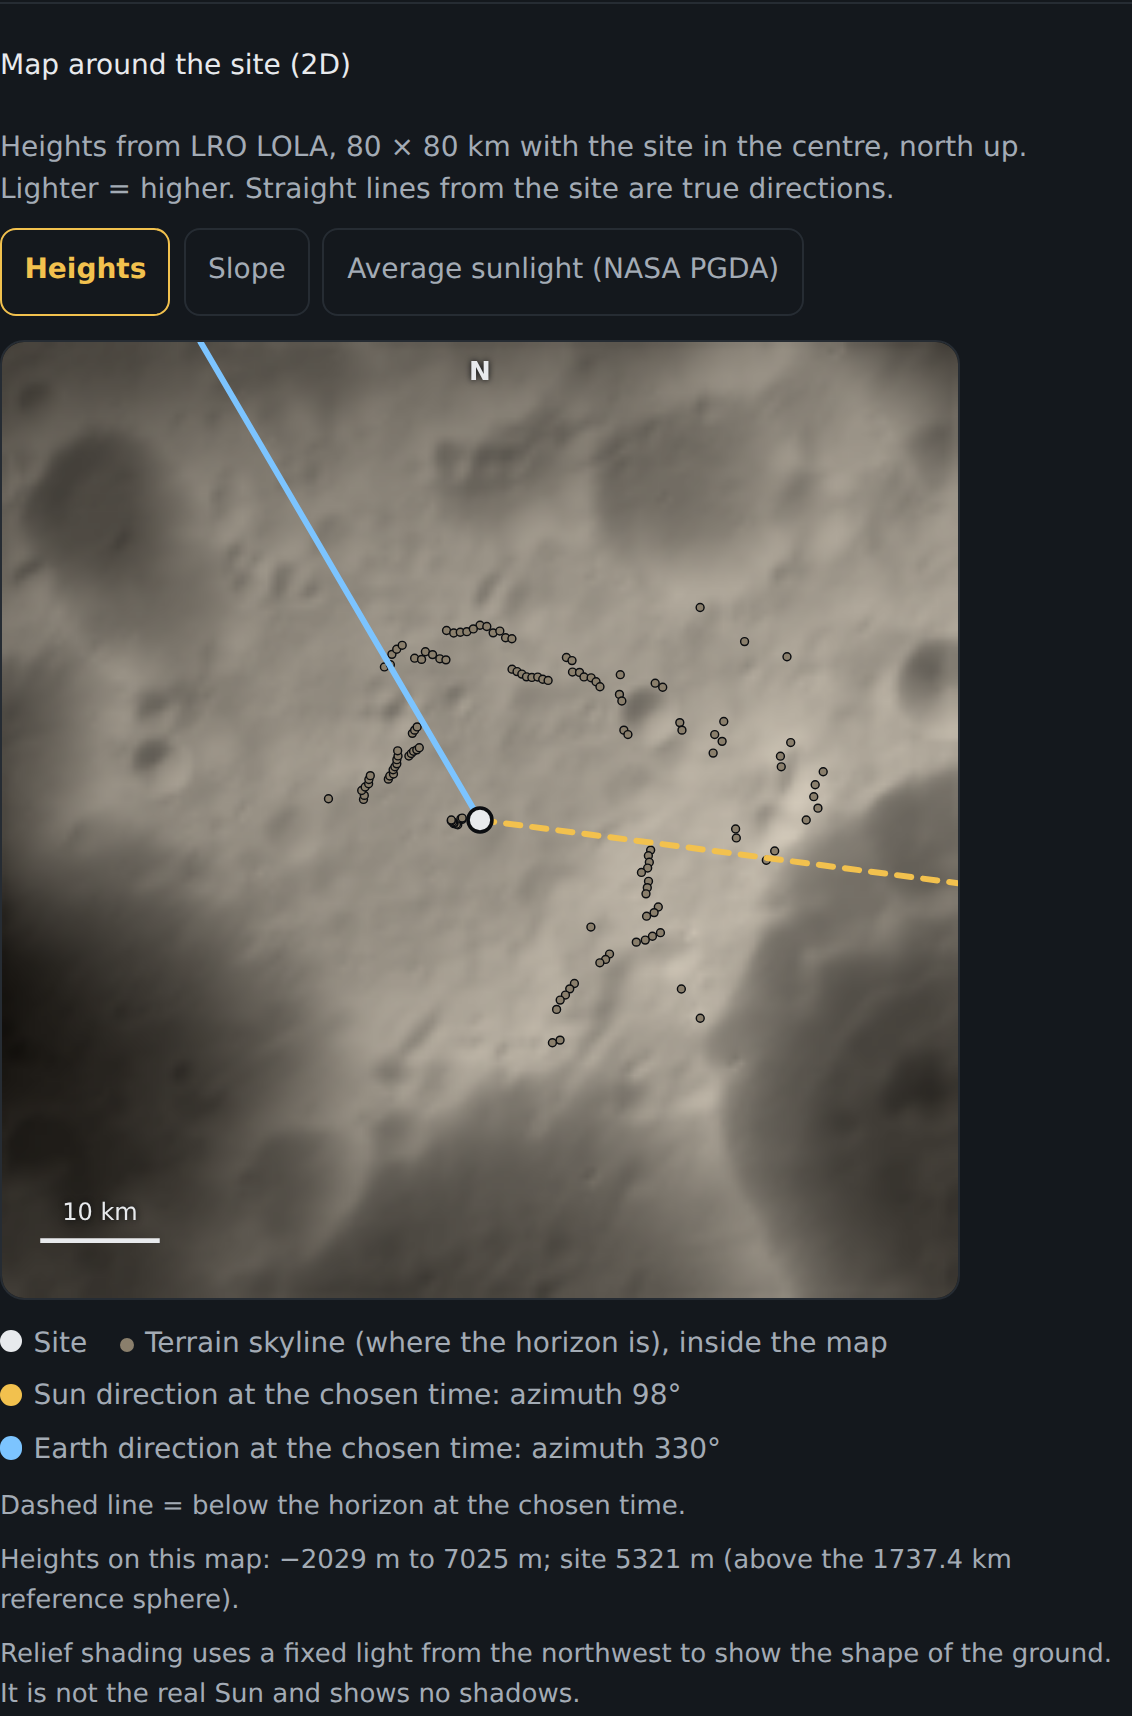 Map around the site (2D)
Heights from LRO LOLA, 80 × 80 km with the site in the centre, north up.
Lighter = higher. Straight lines from the site are true directions.
Heights
Slope
Average sunlight (NASA PGDA)
N
10 km
Site
Terrain skyline (where the horizon is), inside the map
Sun direction at the chosen time: azimuth 98°
Earth direction at the chosen time: azimuth 330°
Dashed line = below the horizon at the chosen time.
Heights on this map: −2029 m to 7025 m; site 5321 m (above the 1737.4 km
reference sphere).
Relief shading uses a fixed light from the northwest to show the shape of the ground.
It is not the real Sun and shows no shadows.